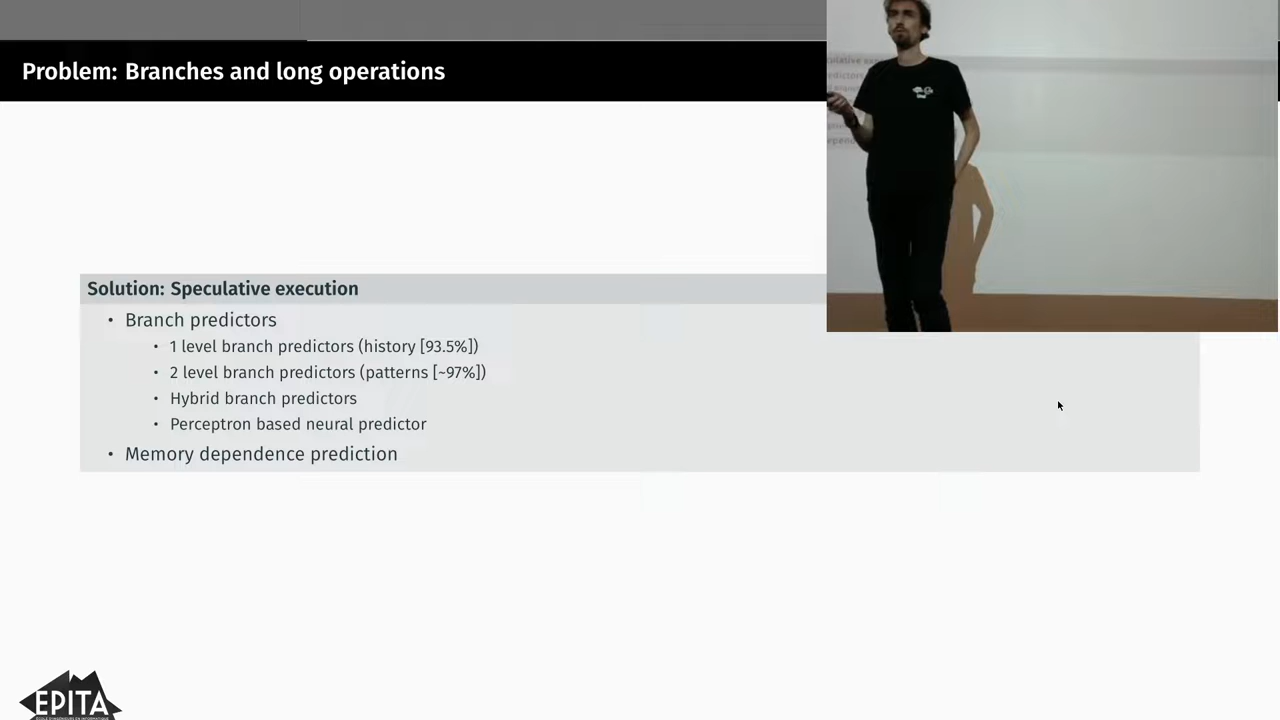 Problem: Branches and long operations
Solution: Speculative execution
• Branch predictors
• 1 level branch predictors (history [93.5%])
• 2 level branch predictors (patterns [~97%])
• Hybrid branch predictors
• Perceptron based neural predictor
• Memory dependence prediction
EPITA